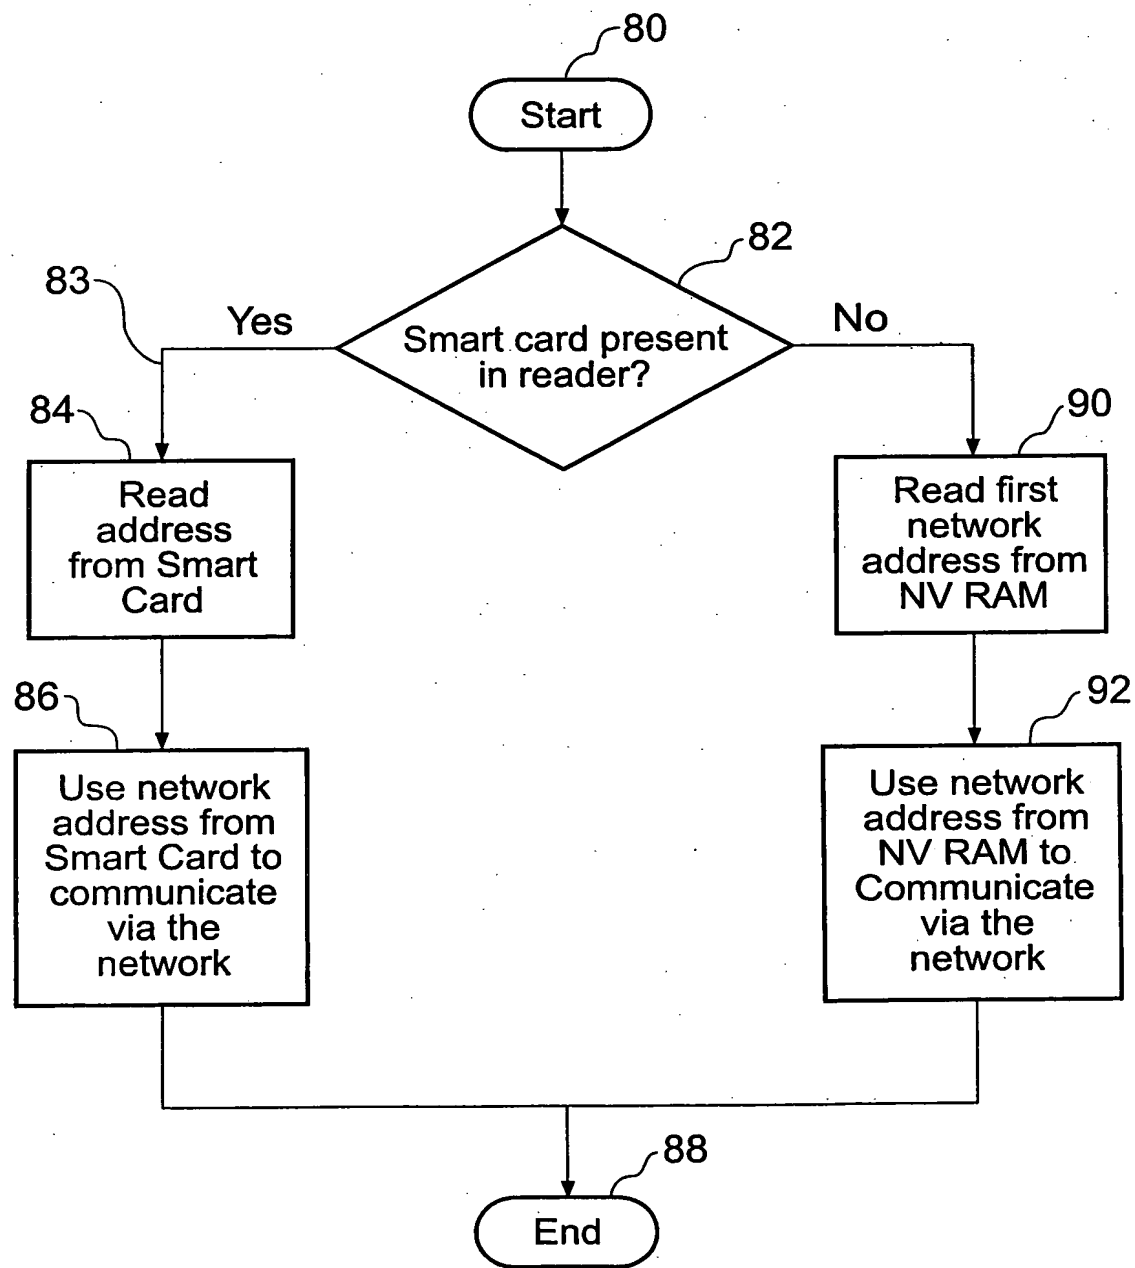 80
Start
82
83
Yes
No
Smart card present
in reader?
84
90
Read
address
from Smart
Card
Read first
network
address from
NV RAM
86
92
Use network
address from
Smart Card to
communicate
via the
network
Use network
address from
NV RAM to
Communicate
via the
network
88
End